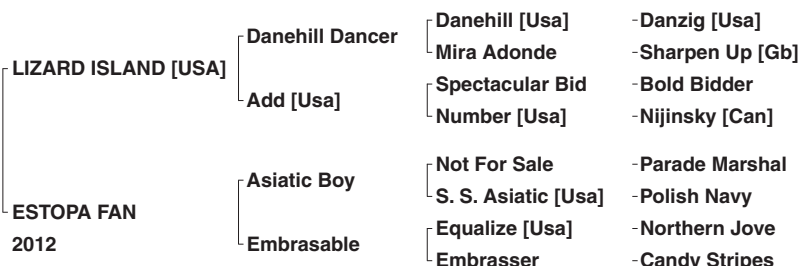 Danehill [Usa] -Danzig [Usa]
Danehill Dancer
Mira Adonde -Sharpen Up [Gb]
LIZARD ISLAND [USA]
Spectacular Bid -Bold Bidder
Add [Usa]
Number [Usa] -Nijinsky [Can]
Not For Sale -Parade Marshal
Asiatic Boy
S. S. Asiatic [Usa] -Polish Navy
ESTOPA FAN
Equalize [Usa] -Northern Jove
2012 Embrasable
Embrasser -Candy Stripes